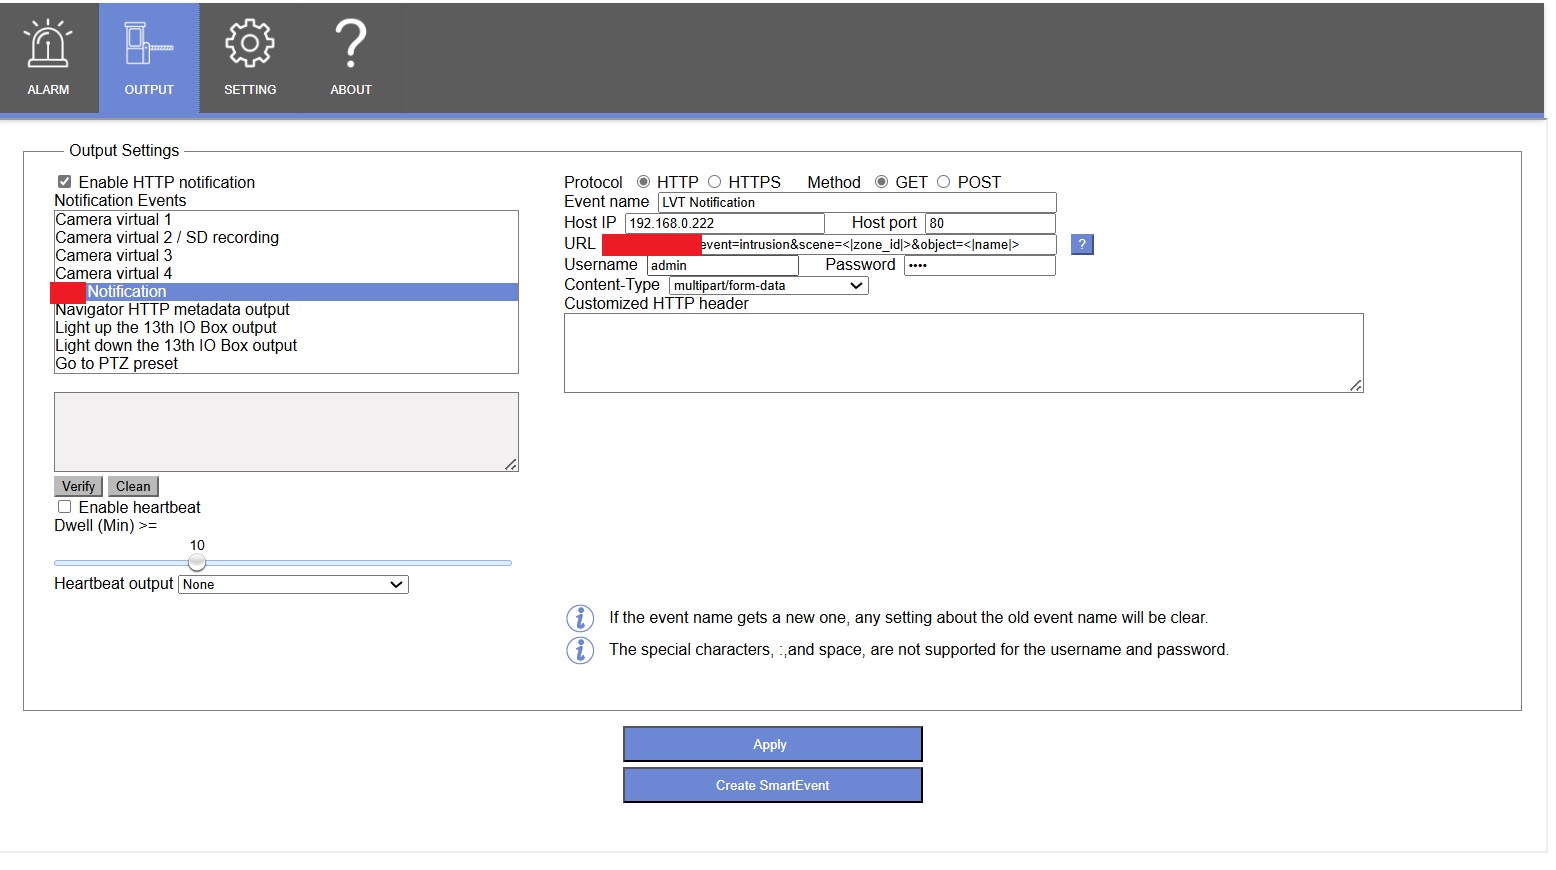 ALARM
OUTPUT
SETTING
ABOUT
Output Settings
Enable HTTP notification
Notification Events
Camera virtual 1
Camera virtual 2 / SD recording
Camera virtual 3
Camera virtual 4
Notification
Navigator HTTP metadata output
Light up the 13th IO Box output
Light down the 13th IO Box output
Go to PTZ preset
Verify Clean
Enable heartbeat
Dwell (Min) >=
10
Heartbeat output None
Protocol HTTP HTTPS Method GET POST
Event name LVT Notification
Host IP 192.168.0.222 Host port 80
URL event=intrusion&scene=<|zone_id|>&object=<|name|> ?
Username admin Password ••••
Content-Type multipart/form-data
Customized HTTP header
If the event name gets a new one, any setting about the old event name will be clear.
The special characters, :,and space, are not supported for the username and password.
Apply
Create SmartEvent